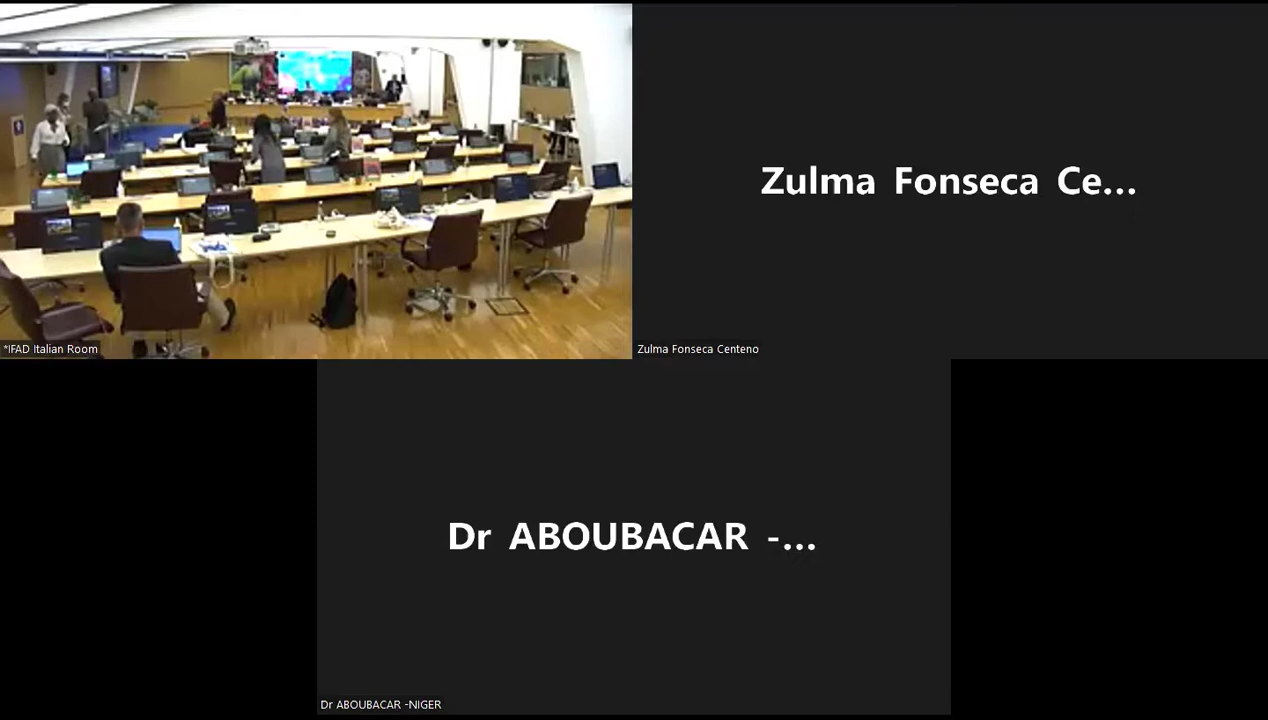 Zulma Fonseca Ce...
*IFAD Italian Room
Zulma Fonseca Centeno
Dr ABOUBACAR -...
Dr ABOUBACAR -NIGER